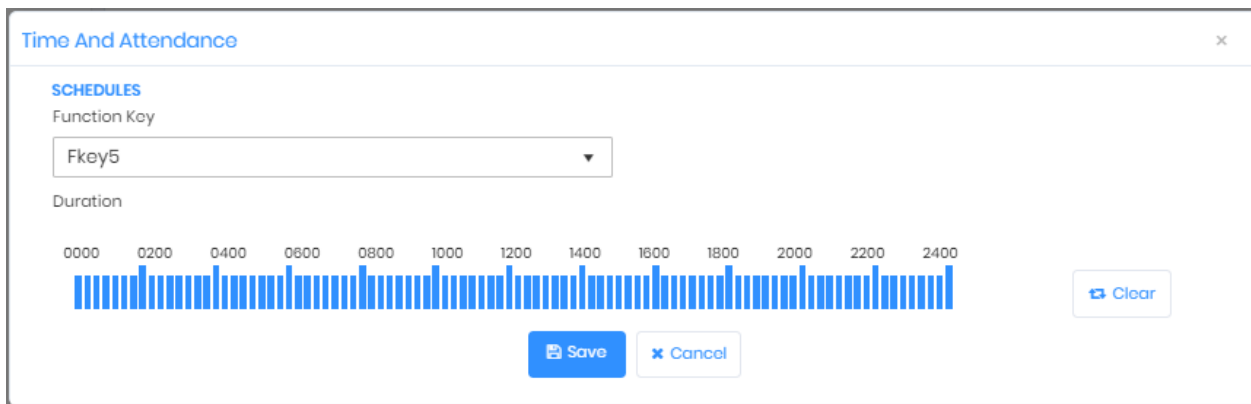 Time And Attendance ×
SCHEDULES
Function Key
Fkey5
Duration
0000 0200 0400 0600 0800 1000 1200 1400 1600 1800 2000 2200 2400
Clear
Save Cancel